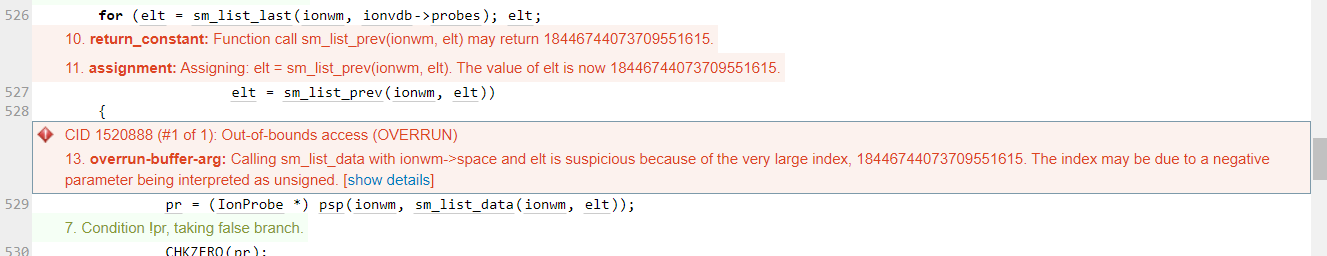 526 for (elt = sm_list_last(ionwm, ionvdb->probes); elt;
10. return_constant: Function call sm_list_prev(ionwm, elt) may return 18446744073709551615.
11. assignment: Assigning: elt = sm_list_prev(ionwm, elt). The value of elt is now 18446744073709551615.
527 elt = sm_list_prev(ionwm, elt))
528 {
CID 1520888 (#1 of 1): Out-of-bounds access (OVERRUN)
13. overrun-buffer-arg: Calling sm_list_data with ionwm->space and elt is suspicious because of the very large index, 18446744073709551615. The index may be due to a negative
parameter being interpreted as unsigned. [show details]
529 pr = (IonProbe *) psp(ionwm, sm_list_data(ionwm, elt));
7. Condition !pr, taking false branch.
530 CHKZERO(pr);